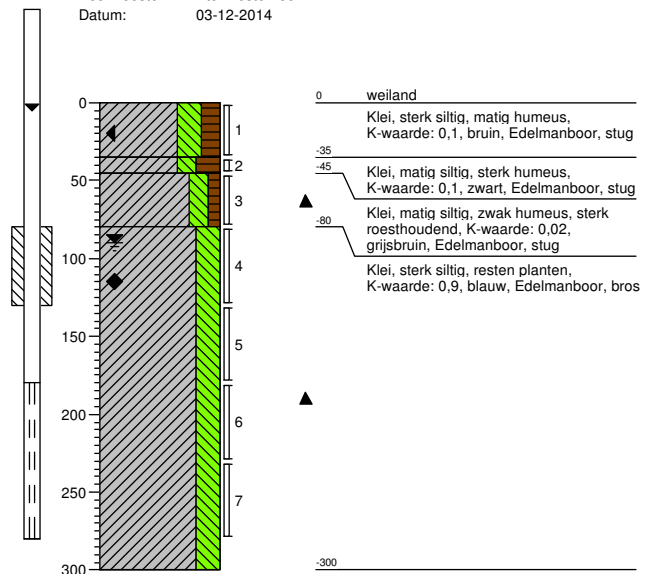 Datum: 03-12-2014
0
50
100
150
200
250
300
1
2
3
4
5
6
7
0 weiland
Klei, sterk siltig, matig humeus,
K-waarde: 0,1, bruin, Edelmanboor, stug
-35
-45
Klei, matig siltig, sterk humeus,
K-waarde: 0,1, zwart, Edelmanboor, stug
-80
Klei, matig siltig, zwak humeus, sterk
roesthoudend, K-waarde: 0,02,
grijsbruin, Edelmanboor, stug
Klei, sterk siltig, resten planten,
K-waarde: 0,9, blauw, Edelmanboor, bros
-300